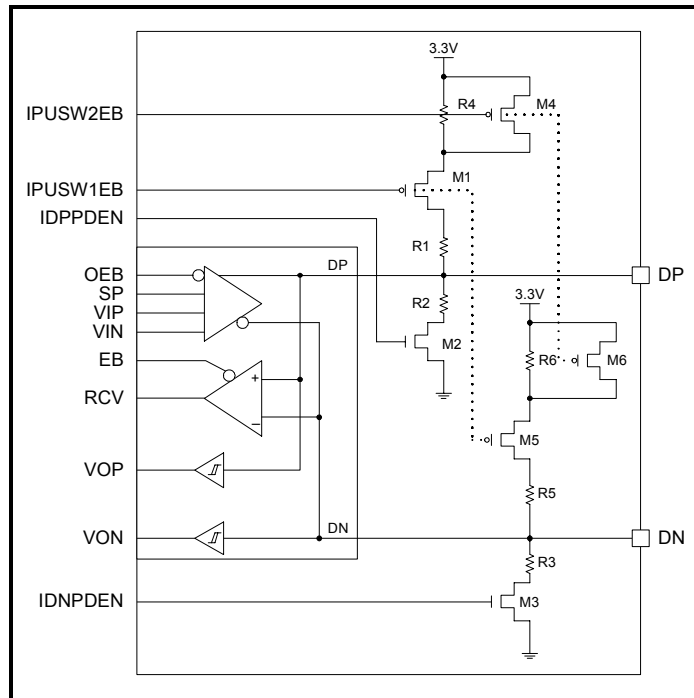 3.3V
IPUSW2EB
R4
M4
IPUSW1EB
M1
IDPPDEN
R1
OEB
DP
DP
SP
VIP
VIN
R2
3.3V
M2
EB
R6
M6
RCV
+
−
M5
VOP
R5
VON
DN
DN
R3
IDNPDEN
M3